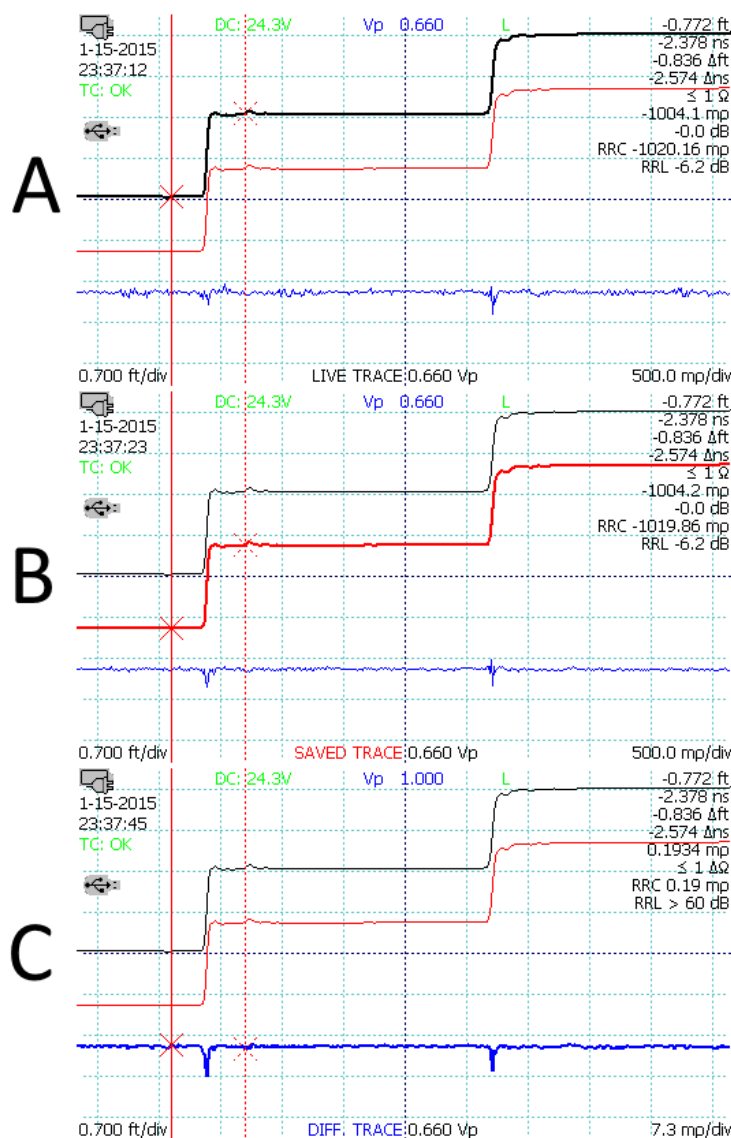 DC: 24.3V Vp 0.660 L -0.772 ft
1-15-2015 -2.378 ns
23:37:12 -0.836 Δft
TC: OK -2.574 Δns
≤ 1 Ω
-1004.1 mp
-0.0 dB
RRC -1020.16 mp
RRL -6.2 dB
A
0.700 ft/div LIVE TRACE 0.660 Vp 500.0 mp/div
DC: 24.3V Vp 0.660 L -0.772 ft
1-15-2015 -2.378 ns
23:37:23 -0.836 Δft
TC: OK -2.574 Δns
≤ 1 Ω
-1004.2 mp
-0.0 dB
RRC -1019.86 mp
RRL -6.2 dB
B
0.700 ft/div SAVED TRACE 0.660 Vp 500.0 mp/div
DC: 24.3V Vp 1.000 L -0.772 ft
1-15-2015 -2.378 ns
23:37:45 -0.836 Δft
TC: OK -2.574 Δns
0.1934 mp
≤ 1 ΔΩ
RRC 0.19 mp
RRL > 60 dB
C
0.700 ft/div DIFF. TRACE 0.660 Vp 7.3 mp/div